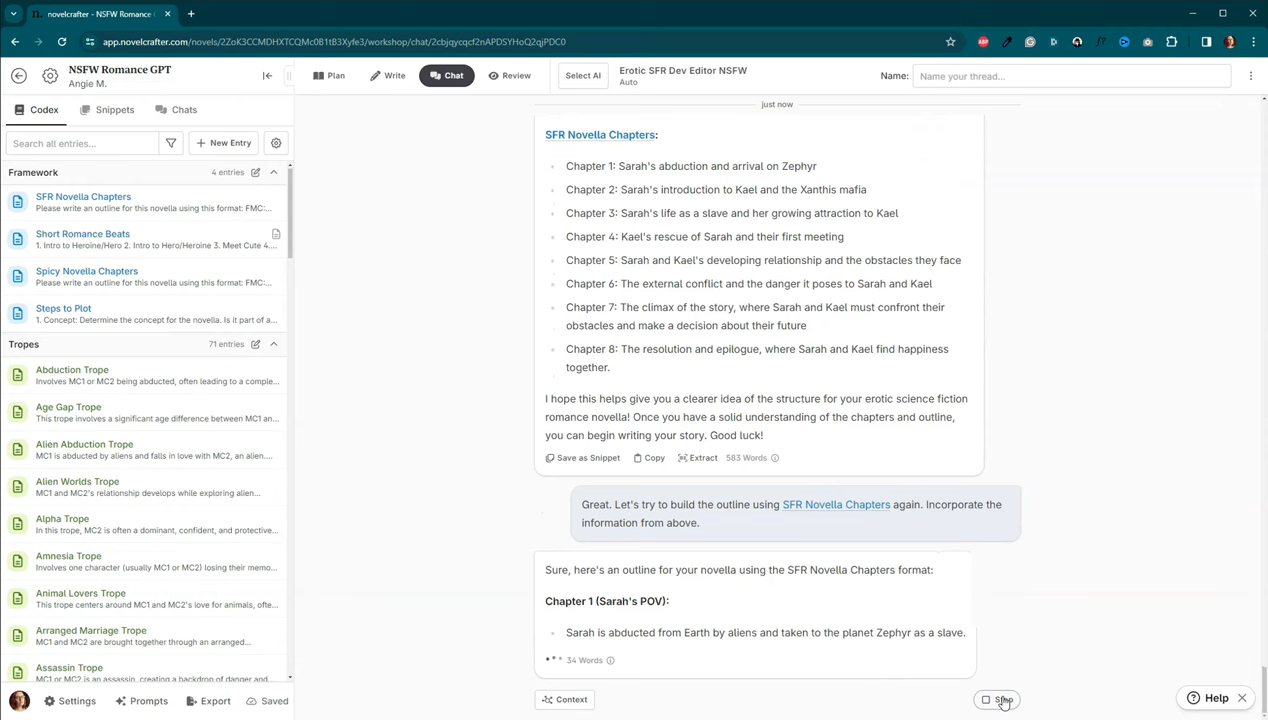 novelcrafter - NSFW Romance G
app.novelcrafter.com/novels/2ZoK3CCMDHXTCQMc0B1tB3Xyfe3/workshop/chat/2cbjqycqcf2nAPDSYHoQ2qjPDC0
NSFW Romance GPT
Angie M.
Plan
Write
Chat
Review
Select AI
Erotic SFR Dev Editor NSFW
Auto
Name:
Name your thread...
Codex
Snippets
Chats
Search all entries...
New Entry
Framework
4 entries
SFR Novella Chapters
Please write an outline for this novella using this format: FMC:...
Short Romance Beats
1. Intro to Heroine/Hero 2. Intro to Hero/Heroine 3. Meet Cute 4....
Spicy Novella Chapters
Please write an outline for this novella using this format: FMC:...
Steps to Plot
1. Concept: Determine the concept for the novella. Is it part of a...
Tropes
71 entries
Abduction Trope
Involves MC1 or MC2 being abducted, often leading to a comple...
Age Gap Trope
This trope involves a significant age difference between MC1 an...
Alien Abduction Trope
MC1 is abducted by aliens and falls in love with MC2, an alien....
Alien Worlds Trope
MC1 and MC2's relationship develops while exploring alien...
Alpha Trope
In this trope, MC2 is often a dominant, confident, and protective...
Amnesia Trope
Involves one character (usually MC1 or MC2) losing their memo...
Animal Lovers Trope
This trope centers around MC1 and MC2's love for animals, ofte...
Arranged Marriage Trope
MC1 and MC2 are brought together through an arranged...
Assassin Trope
MC1 or MC2 is an assassin, creating a backdrop of danger and
Settings
Prompts
Export
Saved
just now
SFR Novella Chapters:
Chapter 1: Sarah's abduction and arrival on Zephyr
Chapter 2: Sarah's introduction to Kael and the Xanthis mafia
Chapter 3: Sarah's life as a slave and her growing attraction to Kael
Chapter 4: Kael's rescue of Sarah and their first meeting
Chapter 5: Sarah and Kael's developing relationship and the obstacles they face
Chapter 6: The external conflict and the danger it poses to Sarah and Kael
Chapter 7: The climax of the story, where Sarah and Kael must confront their
obstacles and make a decision about their future
Chapter 8: The resolution and epilogue, where Sarah and Kael find happiness
together.
I hope this helps give you a clearer idea of the structure for your erotic science fiction
romance novella! Once you have a solid understanding of the chapters and outline,
you can begin writing your story. Good luck!
Save as Snippet
Copy
Extract
583 Words
Great. Let's try to build the outline using SFR Novella Chapters again. Incorporate the
information from above.
Sure, here's an outline for your novella using the SFR Novella Chapters format:
Chapter 1 (Sarah's POV):
Sarah is abducted from Earth by aliens and taken to the planet Zephyr as a slave.
34 Words
Context
Stop
Help